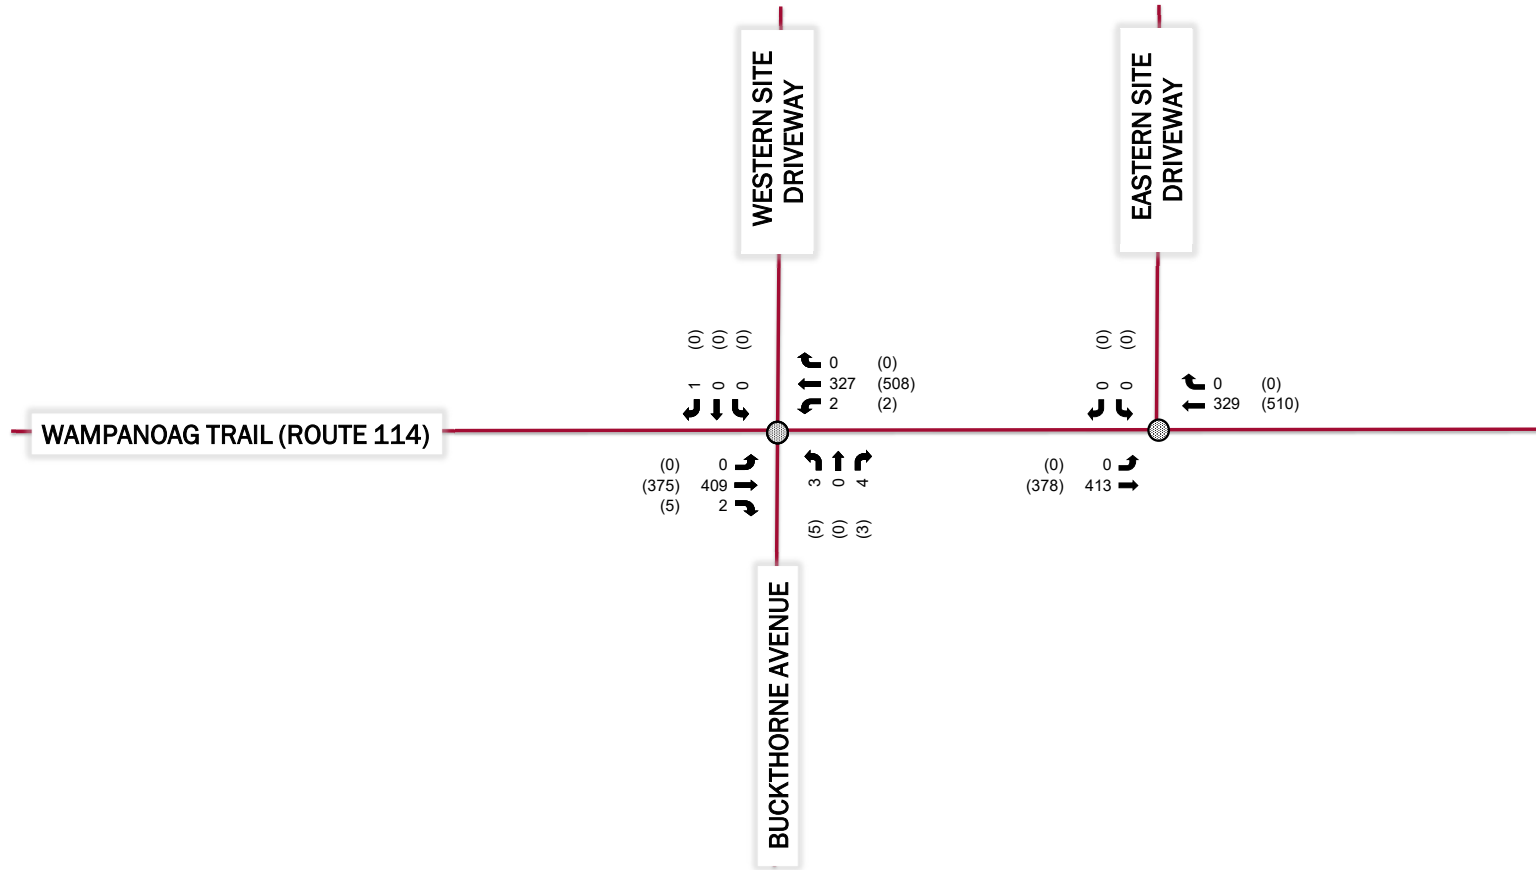 WESTERN SITE
DRIVEWAY
EASTERN SITE
DRIVEWAY
(0) (0) (0)
1 0 0
0 (0)
327 (508)
2 (2)
(0) (0)
0 0
0 (0)
329 (510)
WAMPANOAG TRAIL (ROUTE 114)
(0) 0
(375) 409
(5) 2
3 0 4
(5) (0) (3)
(0) 0
(378) 413
BUCKTHORNE AVENUE